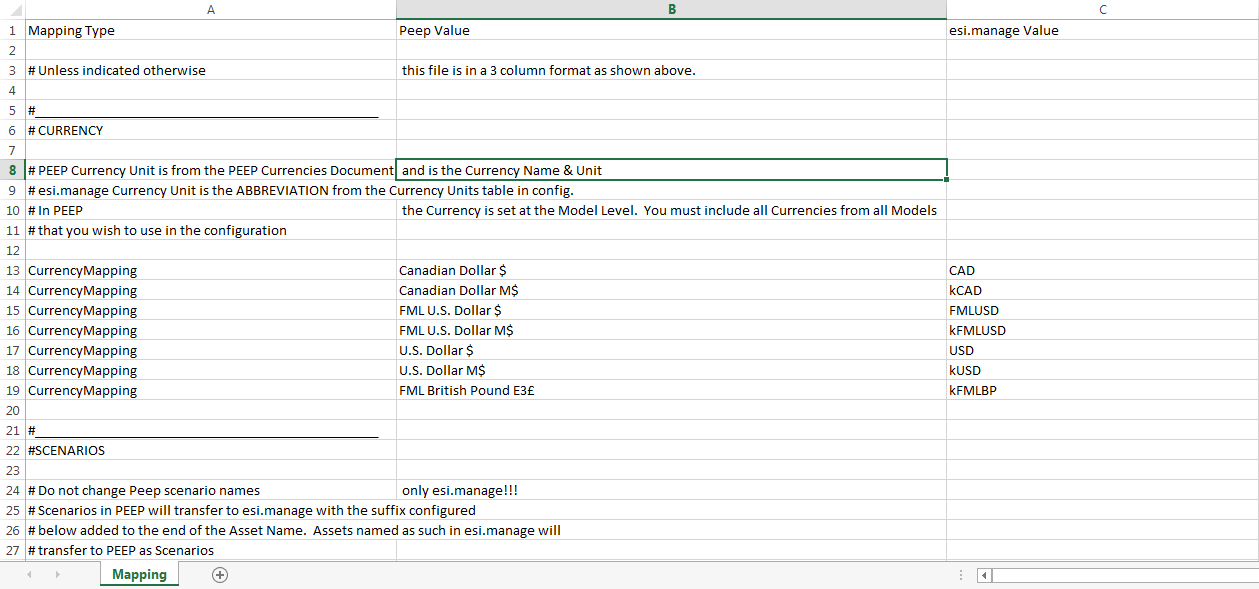 A B C
1 Mapping Type Peep Value esi.manage Value
2
3 # Unless indicated otherwise this file is in a 3 column format as shown above.
4
5 #_______________________________________________
6 # CURRENCY
7
8 # PEEP Currency Unit is from the PEEP Currencies Document and is the Currency Name & Unit
9 # esi.manage Currency Unit is the ABBREVIATION from the Currency Units table in config.
10 # In PEEP the Currency is set at the Model Level.  You must include all Currencies from all Models
11 # that you wish to use in the configuration
12
13 CurrencyMapping Canadian Dollar $ CAD
14 CurrencyMapping Canadian Dollar M$ kCAD
15 CurrencyMapping FML U.S. Dollar $ FMLUSD
16 CurrencyMapping FML U.S. Dollar M$ kFMLUSD
17 CurrencyMapping U.S. Dollar $ USD
18 CurrencyMapping U.S. Dollar M$ kUSD
19 CurrencyMapping FML British Pound E3£ kFMLBP
20
21 #_______________________________________________
22 #SCENARIOS
23
24 # Do not change Peep scenario names only esi.manage!!!
25 # Scenarios in PEEP will transfer to esi.manage with the suffix configured
26 # below added to the end of the Asset Name.  Assets named as such in esi.manage will
27 # transfer to PEEP as Scenarios
Mapping